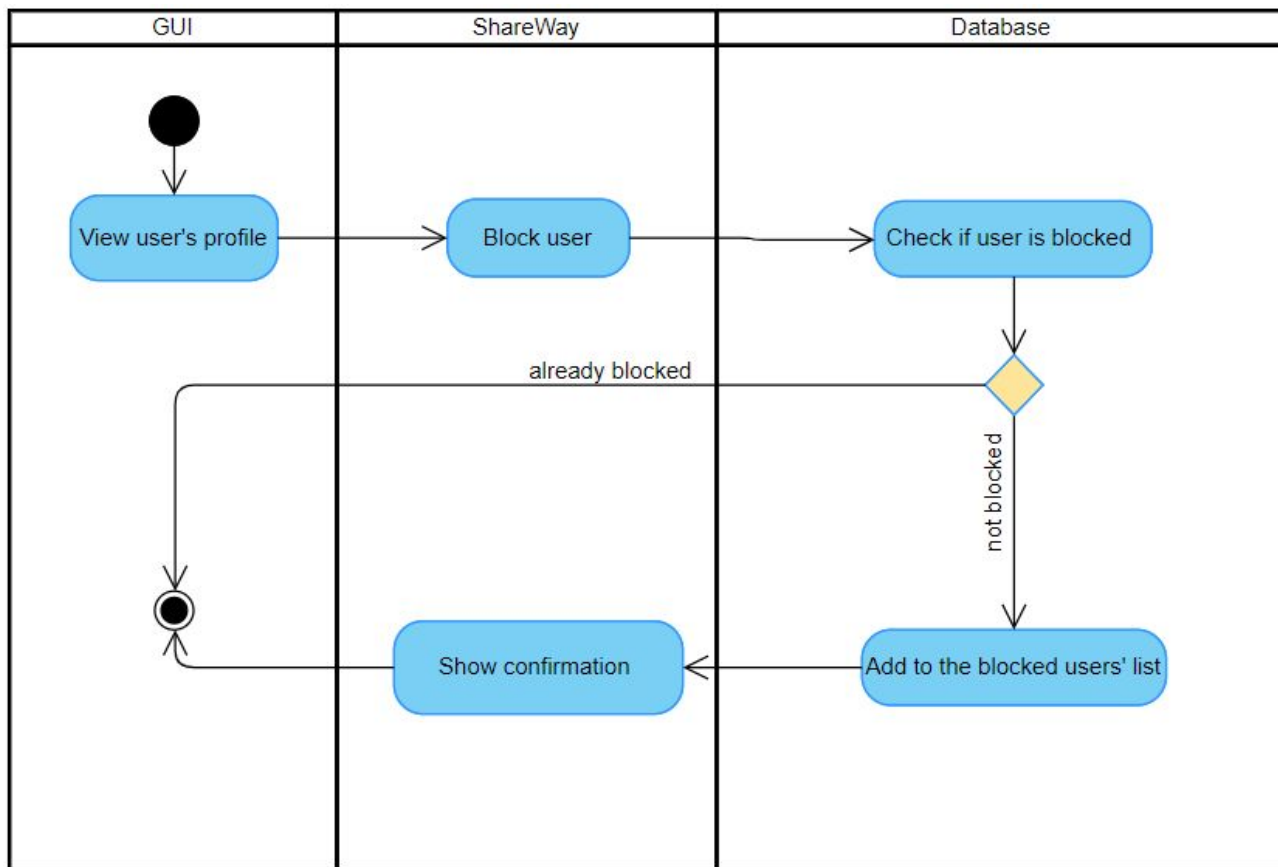 GUI
ShareWay
Database
View user's profile
Block user
Check if user is blocked
already blocked
not blocked
Show confirmation
Add to the blocked users' list